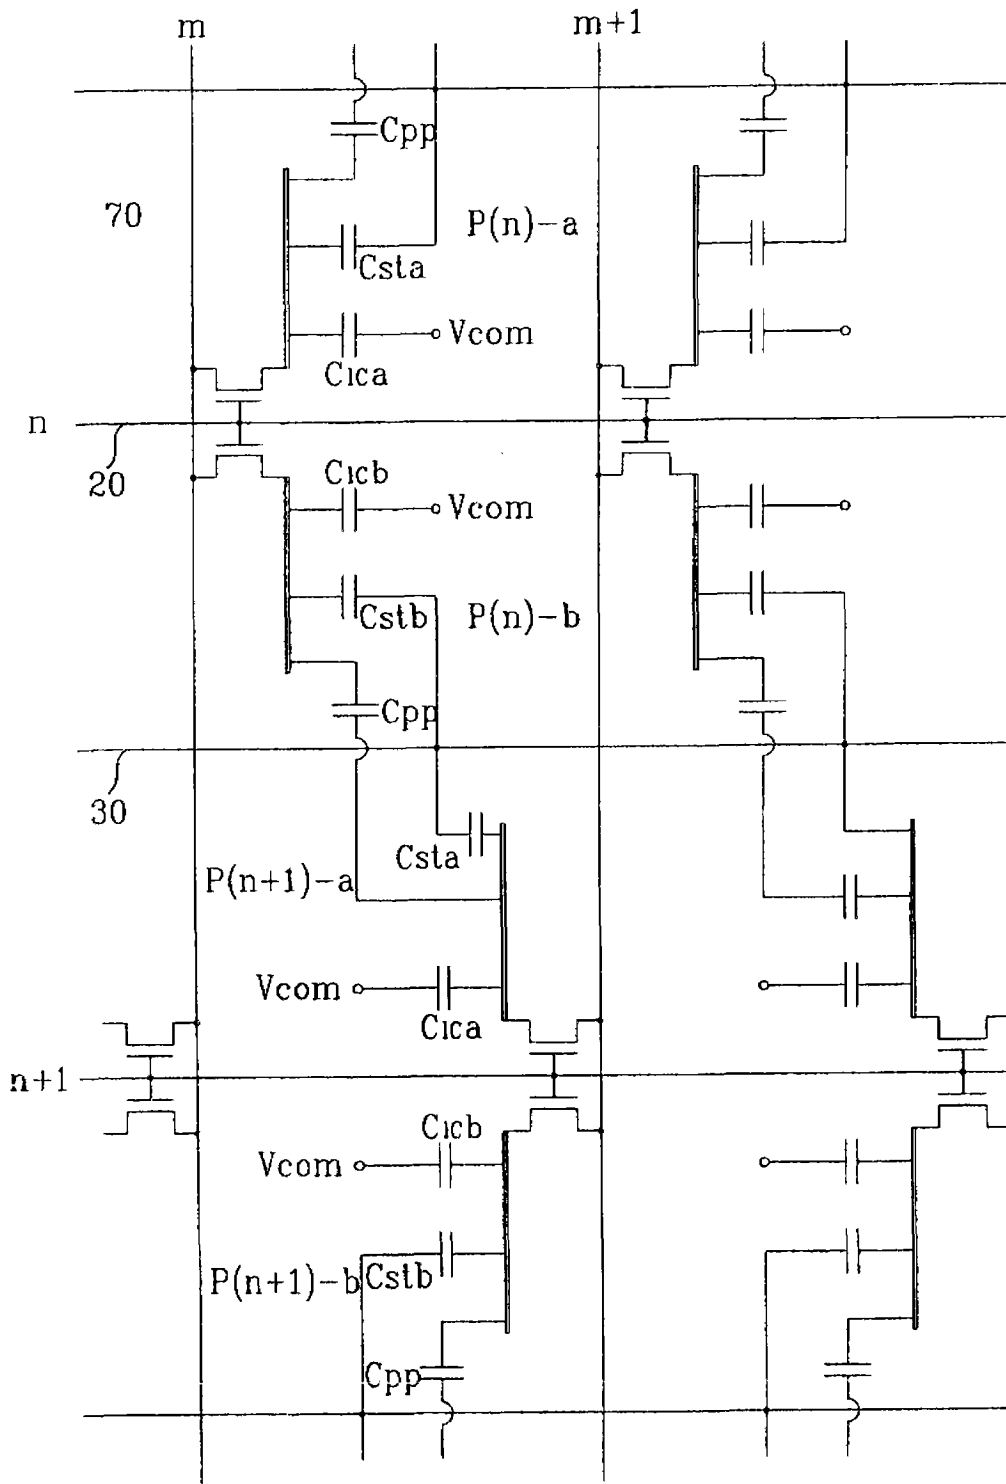 m
m+1
Cpp
70
P(n)-a
Csta
Vcom
Clca
n
20
Clcb
Vcom
Cstb
P(n)-b
Cpp
30
Csta
P(n+1)-a
Vcom
Clca
n+1
Clcb
Vcom
P(n+1)-b
Cstb
Cpp